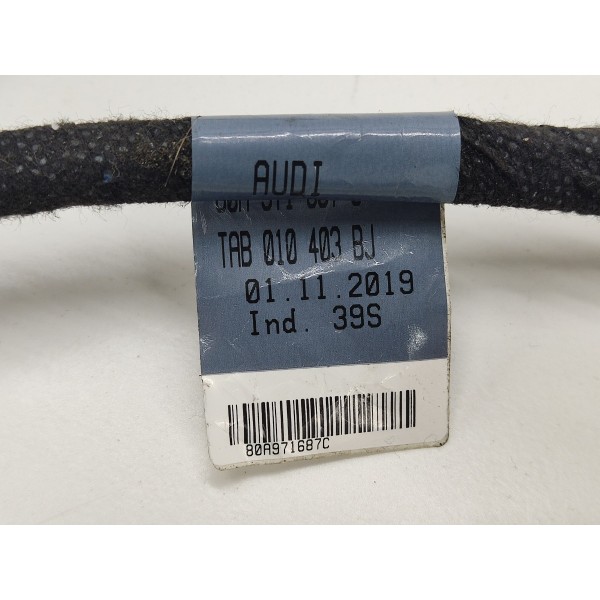 AUDI
TAB 010 403 BJ
01.11.2019
Ind. 39S
80A971687C